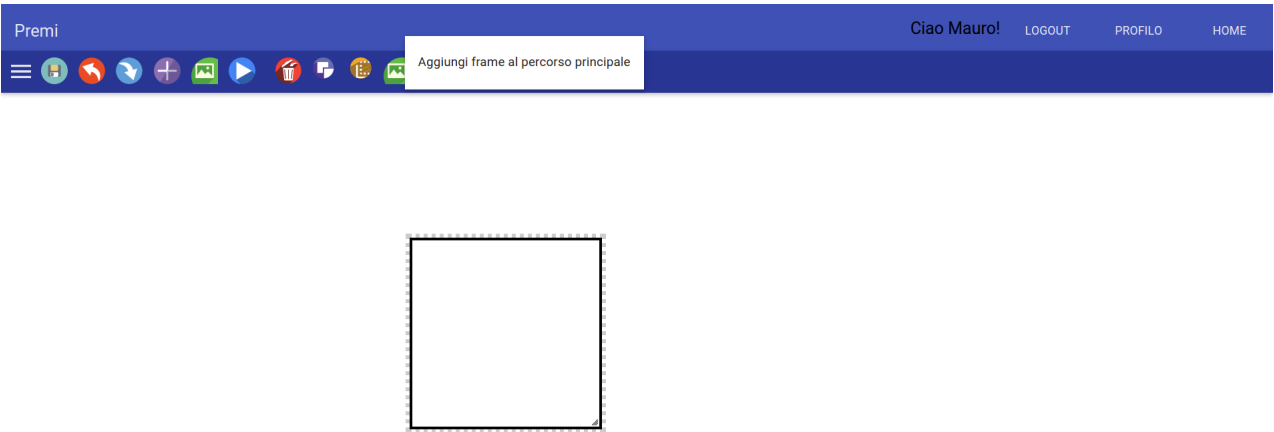 Premi
Ciao Mauro!
LOGOUT
PROFILO
HOME
Aggiungi frame al percorso principale